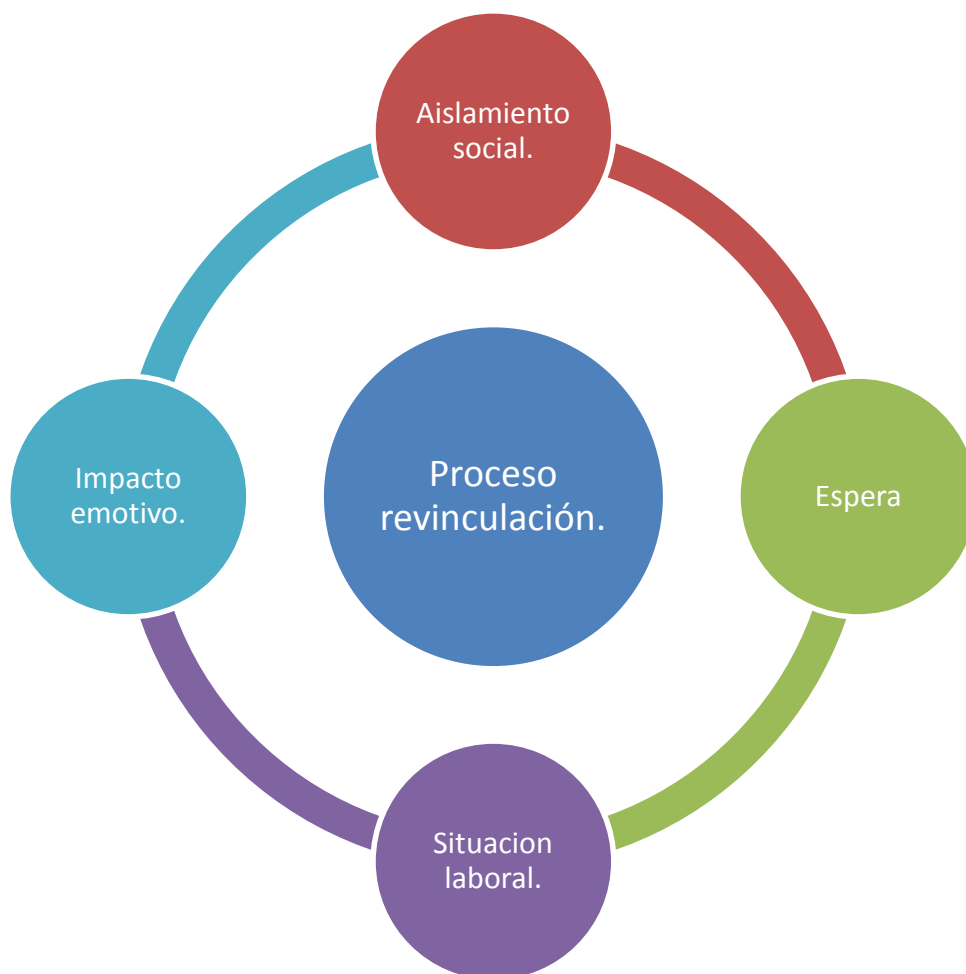 Aislamiento
social.
Impacto
emotivo.
Proceso
revinculación.
Espera
Situacion
laboral.